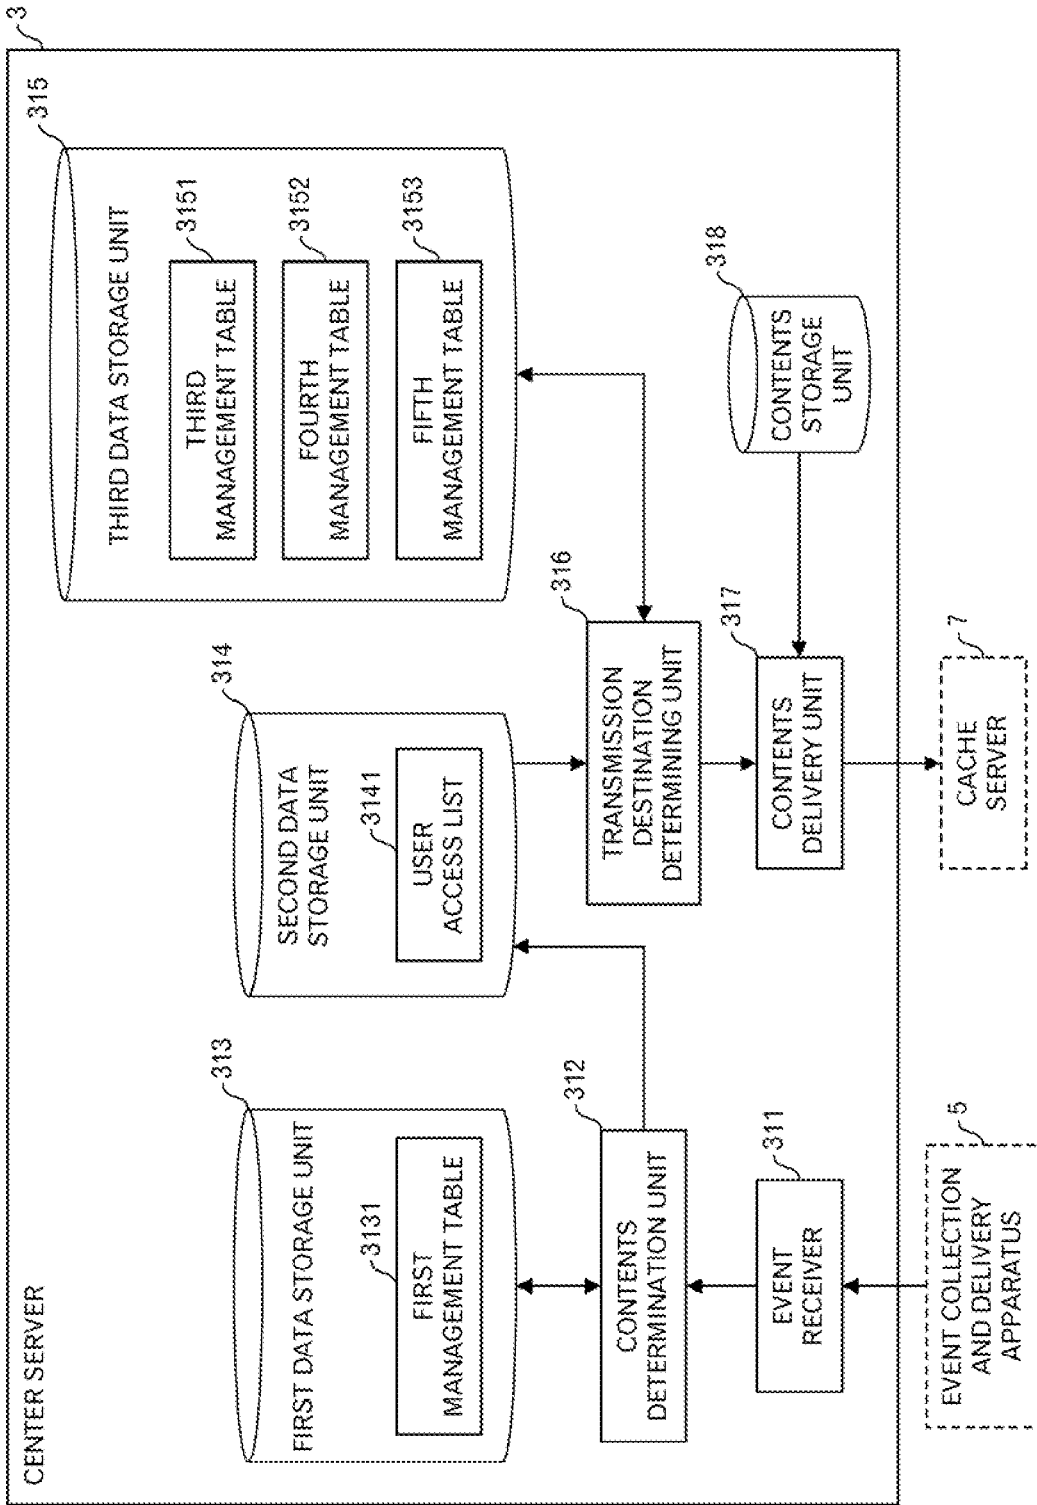 3
CENTER SERVER
313
FIRST DATA STORAGE UNIT
3131
FIRST
MANAGEMENT TABLE
314
SECOND DATA
STORAGE UNIT
3141
USER
ACCESS LIST
315
THIRD DATA STORAGE UNIT
3151
THIRD
MANAGEMENT TABLE
3152
FOURTH
MANAGEMENT TABLE
3153
FIFTH
MANAGEMENT TABLE
312
CONTENTS
DETERMINATION UNIT
316
TRANSMISSION
DESTINATION
DETERMINING UNIT
311
EVENT
RECEIVER
317
CONTENTS
DELIVERY UNIT
318
CONTENTS
STORAGE
UNIT
5
EVENT COLLECTION
AND DELIVERY
APPARATUS
7
CACHE
SERVER